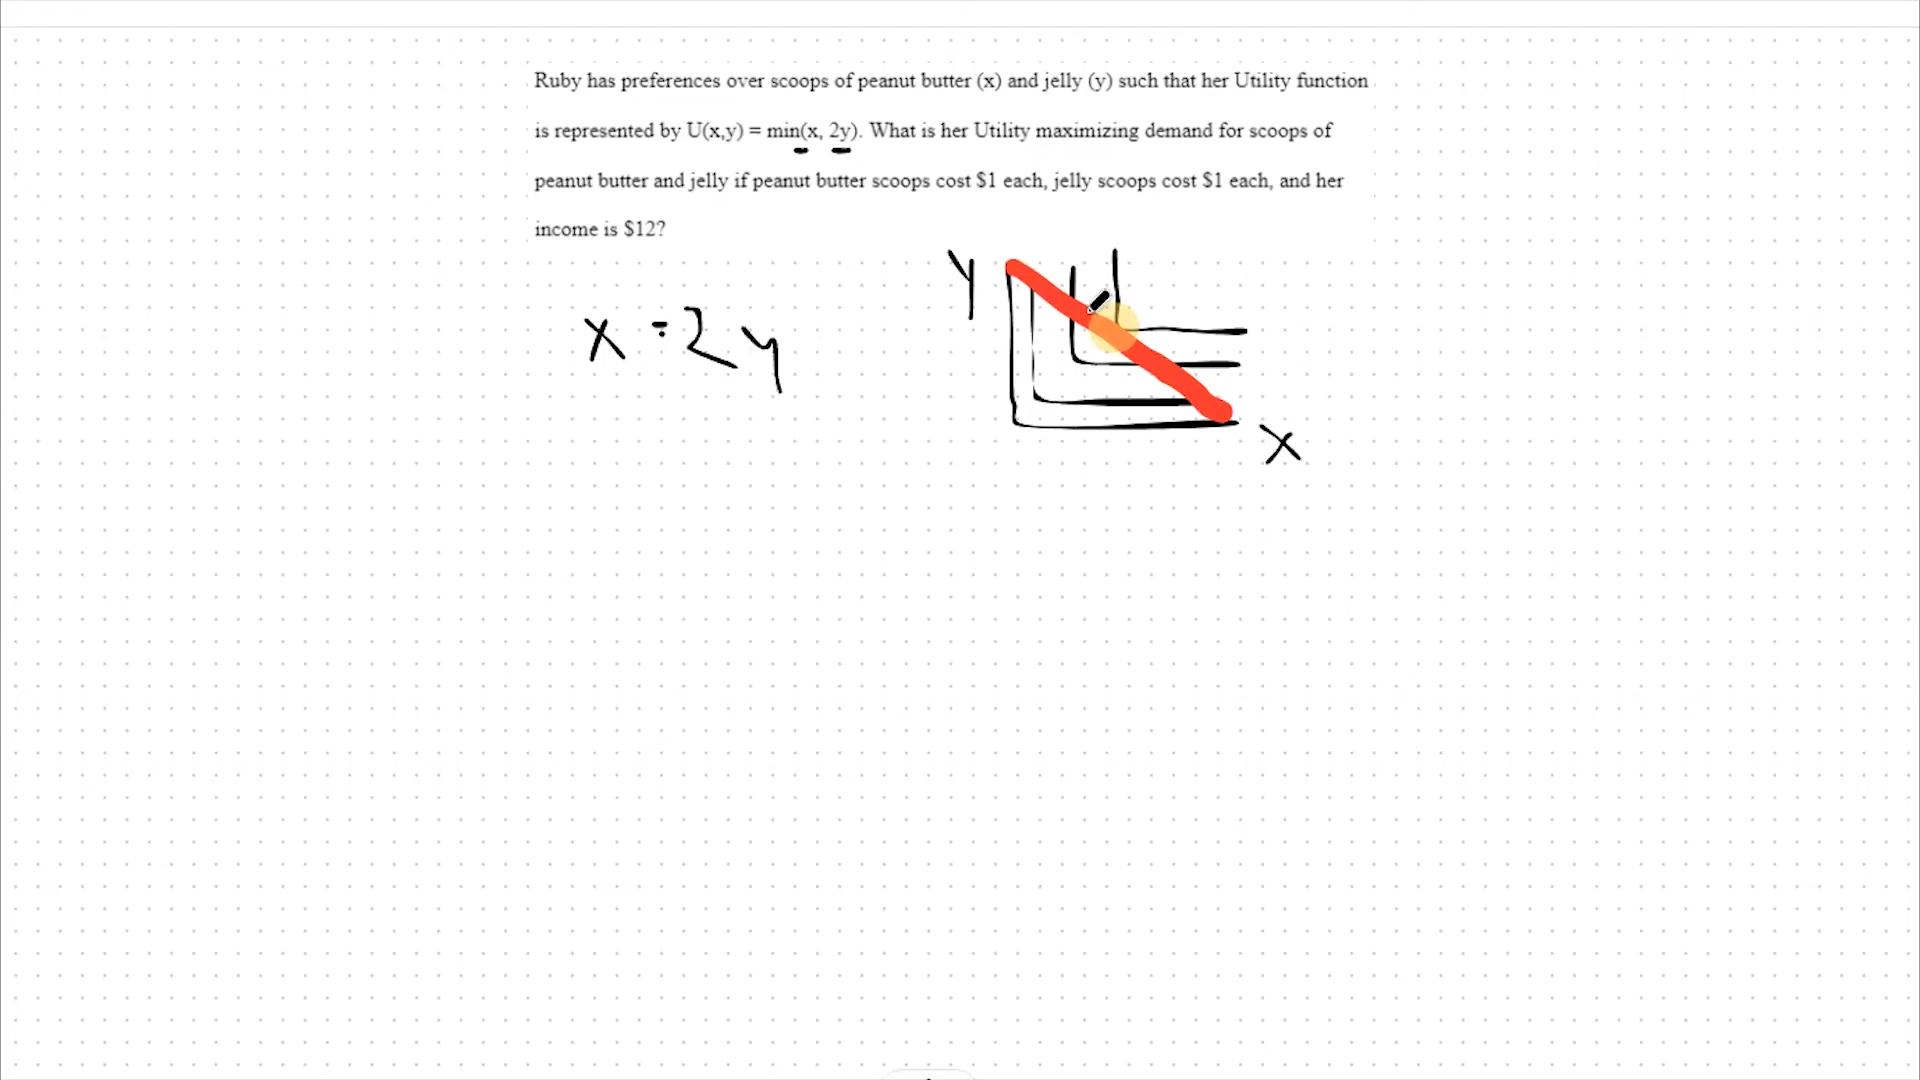 Ruby has preferences over scoops of peanut butter (x) and jelly (y) such that her Utility function
is represented by U(x,y) = min(x, 2y). What is her Utility maximizing demand for scoops of
peanut butter and jelly if peanut butter scoops cost $1 each, jelly scoops cost $1 each, and her
income is $12?
y
x = 2y
x